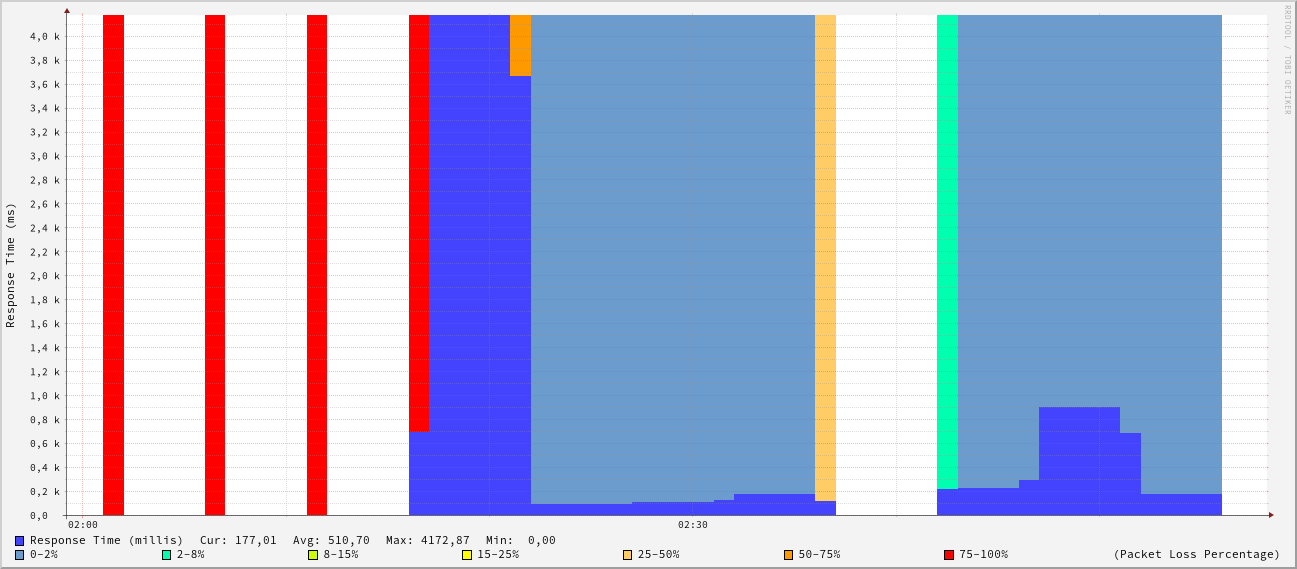 RRDTOOL / TOBI OETIKER
Response Time (ms)
4,0 k
3,8 k
3,6 k
3,4 k
3,2 k
3,0 k
2,8 k
2,6 k
2,4 k
2,2 k
2,0 k
1,8 k
1,6 k
1,4 k
1,2 k
1,0 k
0,8 k
0,6 k
0,4 k
0,2 k
0,0
02:00 02:30
Response Time (millis) Cur: 177,01 Avg: 510,70 Max: 4172,87 Min: 0,00
0-2% 2-8% 8-15% 15-25% 25-50% 50-75% 75-100% (Packet Loss Percentage)